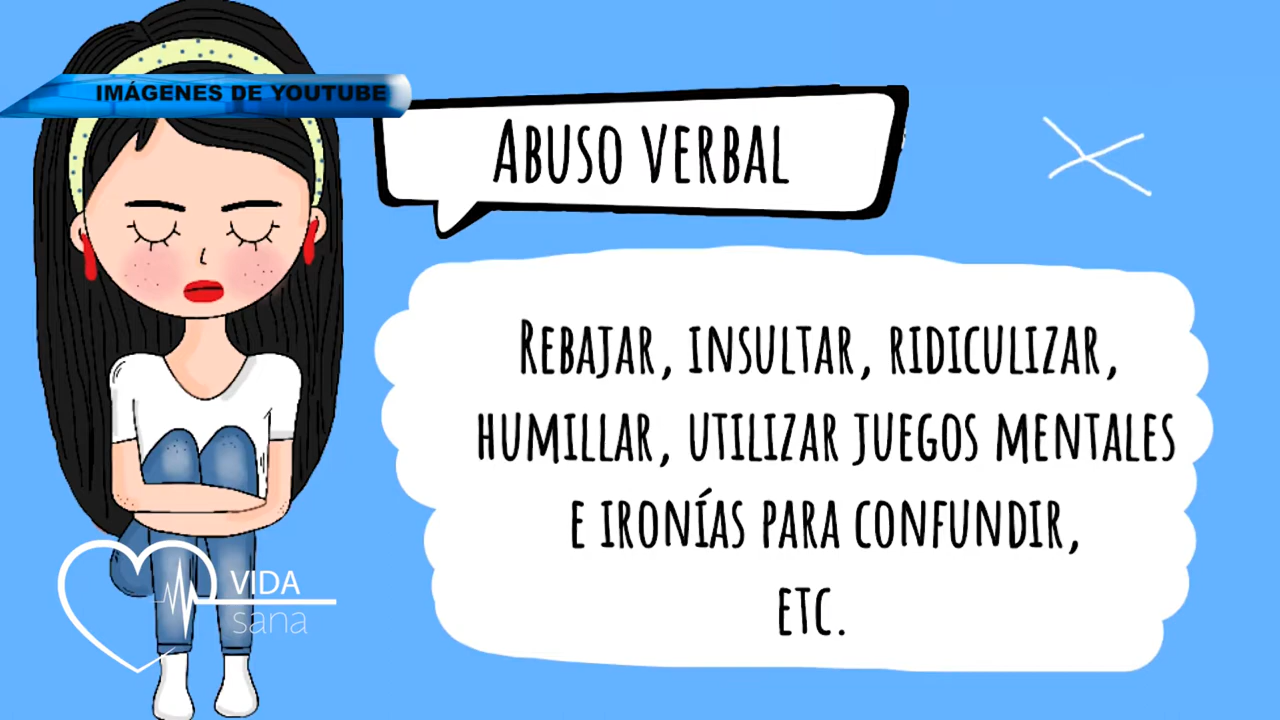 IMÁGENES DE YOUTUBE
ABUSO VERBAL
REBAJAR, INSULTAR, RIDICULIZAR,
HUMILLAR, UTILIZAR JUEGOS MENTALES
E IRONÍAS PARA CONFUNDIR,
ETC.
VIDA
sana